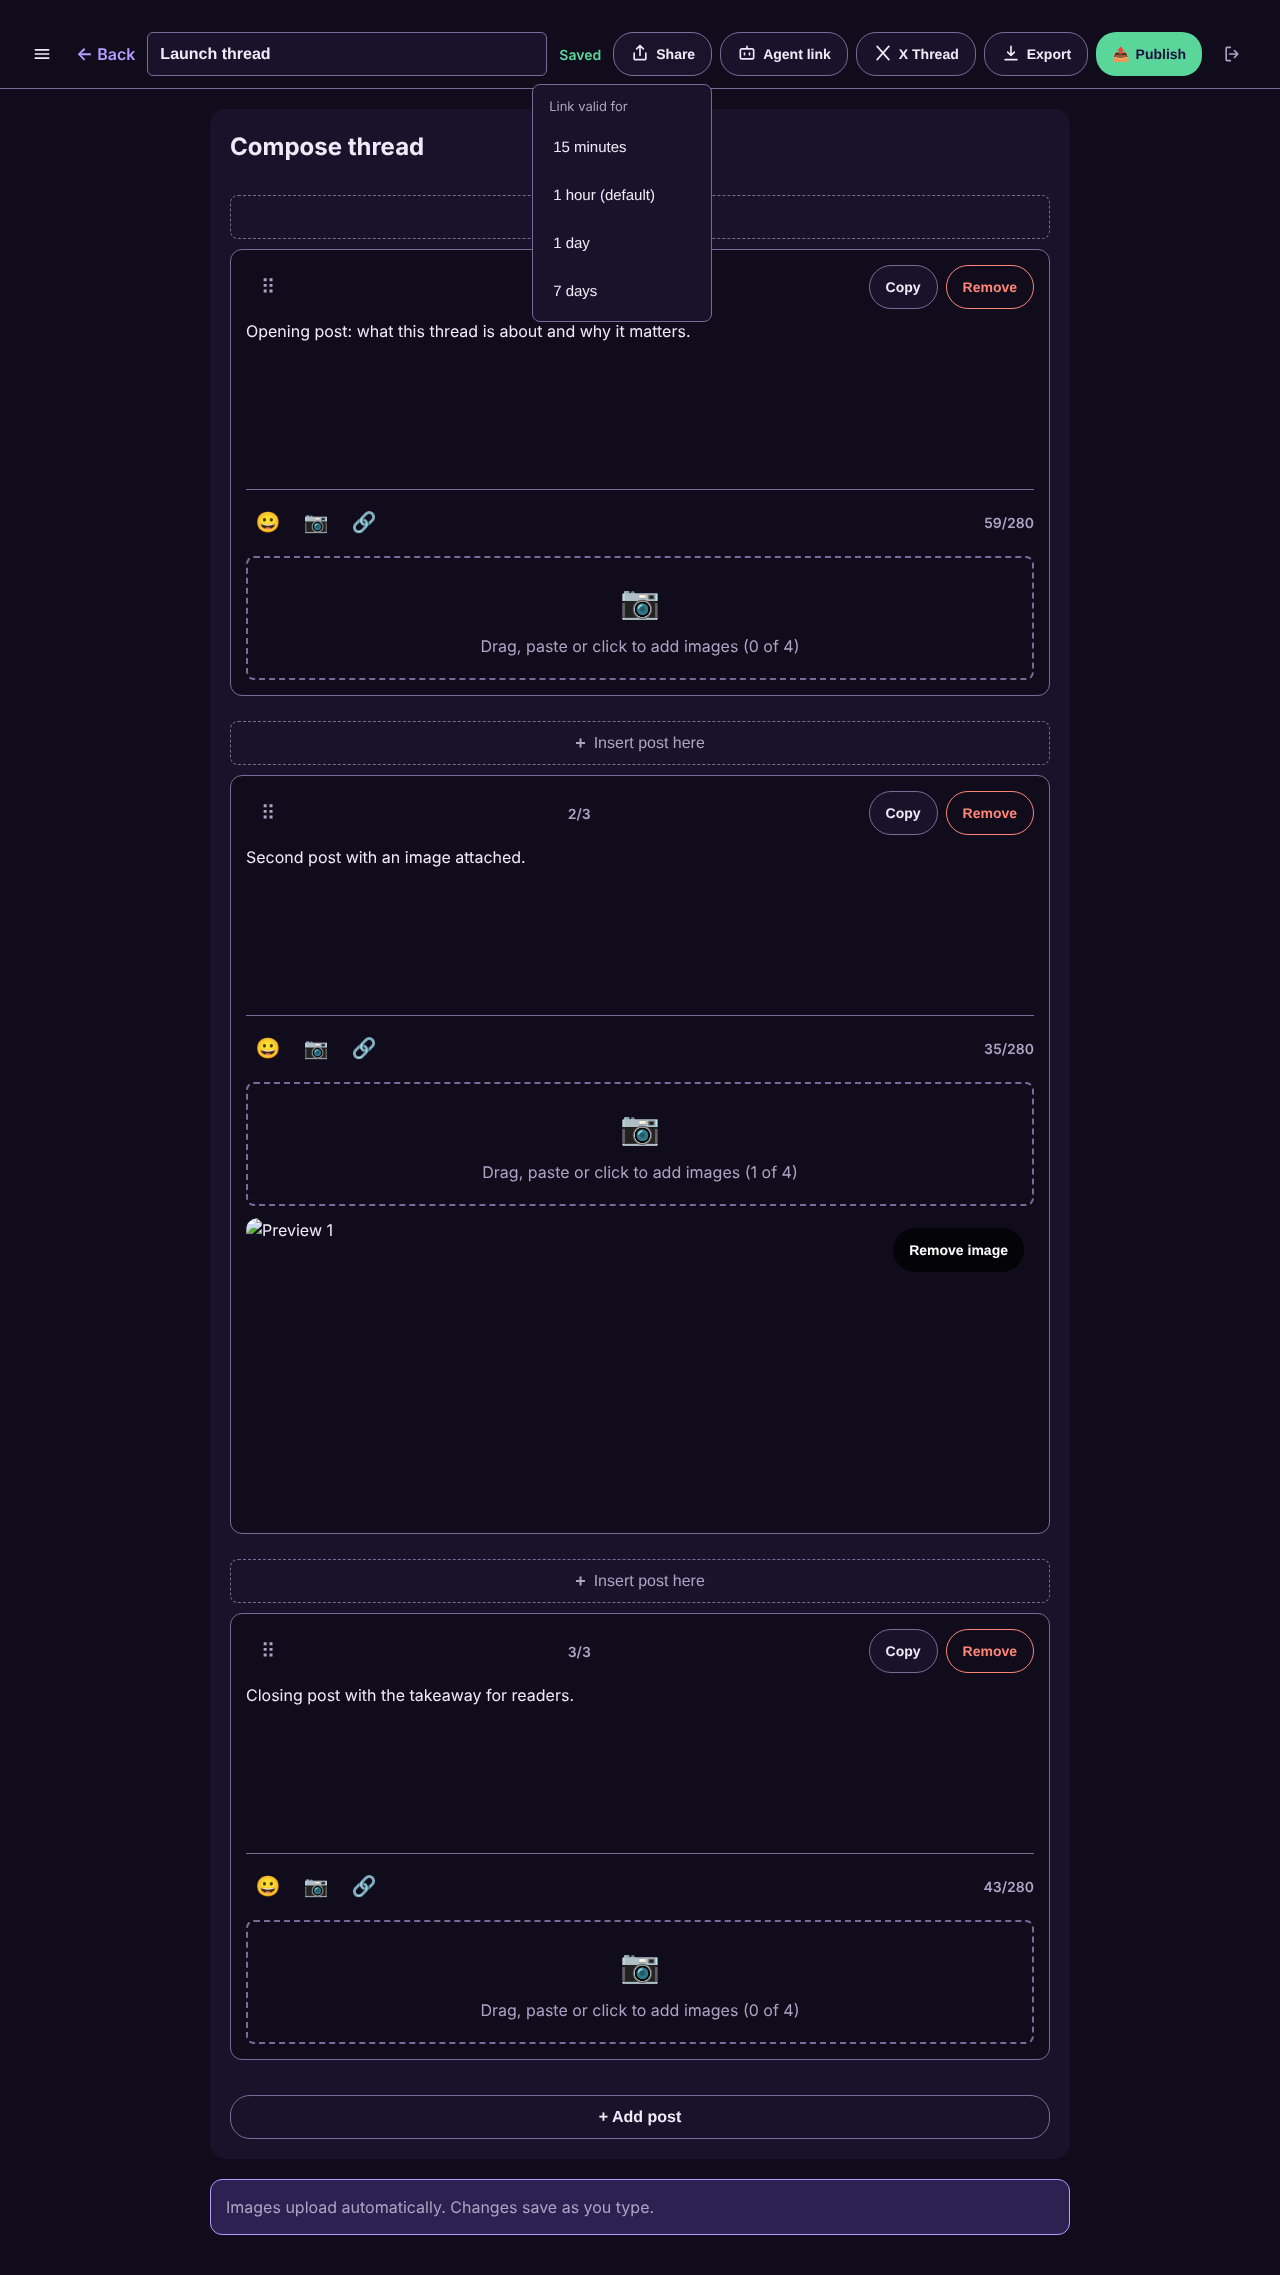 ← Back
Launch thread
Saved
Share
Agent link
X Thread
Export
Publish
Link valid for
15 minutes
1 hour (default)
1 day
7 days
Compose thread
Copy
Remove
Opening post: what this thread is about and why it matters.
59/280
Drag, paste or click to add images (0 of 4)
+ Insert post here
2/3
Copy
Remove
Second post with an image attached.
35/280
Drag, paste or click to add images (1 of 4)
Preview 1
Remove image
+ Insert post here
3/3
Copy
Remove
Closing post with the takeaway for readers.
43/280
Drag, paste or click to add images (0 of 4)
+ Add post
Images upload automatically. Changes save as you type.